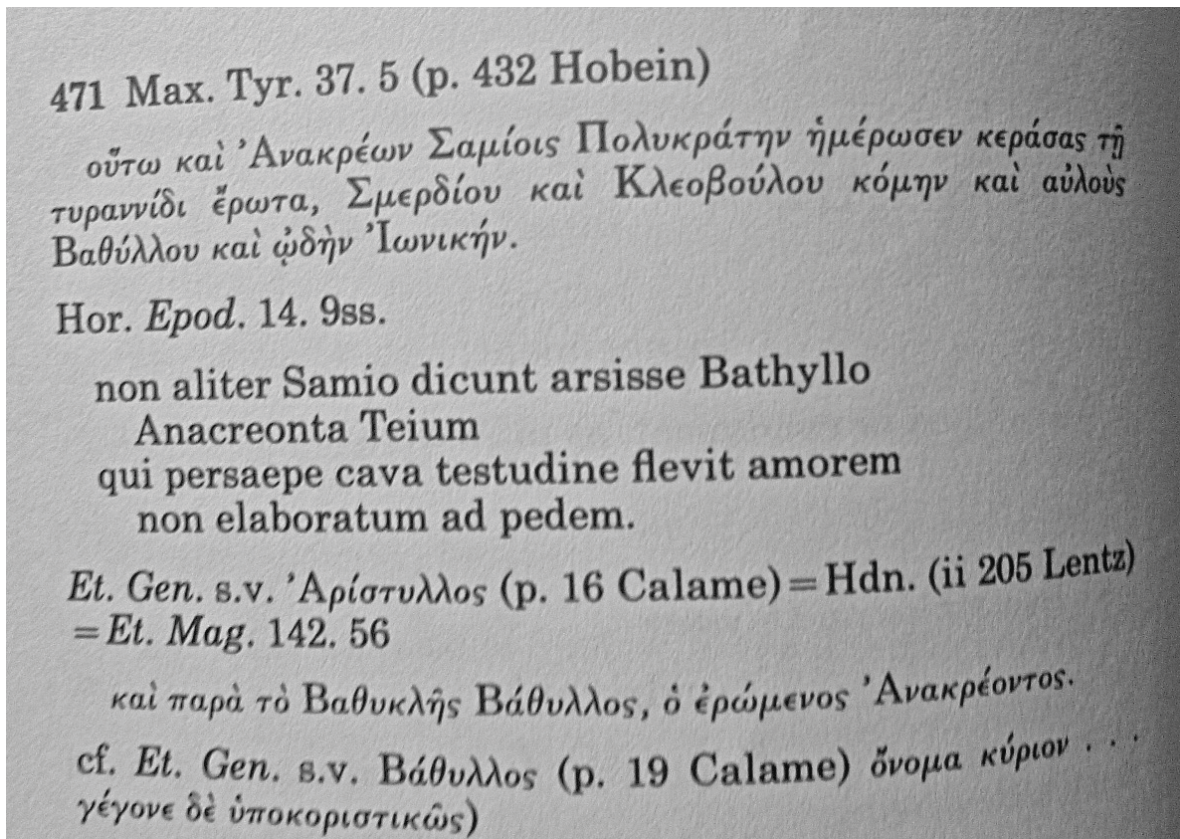 471 Max. Tyr. 37. 5 (p. 432 Hobein)
οὕτω καὶ Ἀνακρέων Σαμίοις Πολυκράτην ἡμέρωσεν κεράσας τῇ
τυραννίδι ἔρωτα, Σμερδίου καὶ Κλεοβούλου κόμην καὶ αὐλοὺς
Βαθύλλου καὶ ᾠδὴν Ἰωνικήν.
Hor. Epod. 14. 9ss.
non aliter Samio dicunt arsisse Bathyllo
Anacreonta Teium
qui persaepe cava testudine flevit amorem
non elaboratum ad pedem.
Et. Gen. s.v. Ἀρίστυλλος (p. 16 Calame) = Hdn. (ii 205 Lentz)
= Et. Mag. 142. 56
καὶ παρὰ τὸ Βαθυκλῆς Βάθυλλος, ὁ ἐρώμενος Ἀνακρέοντος.
cf. Et. Gen. s.v. Βάθυλλος (p. 19 Calame) ὄνομα κύριον . . .
γέγονε δὲ ὑποκοριστικῶς)